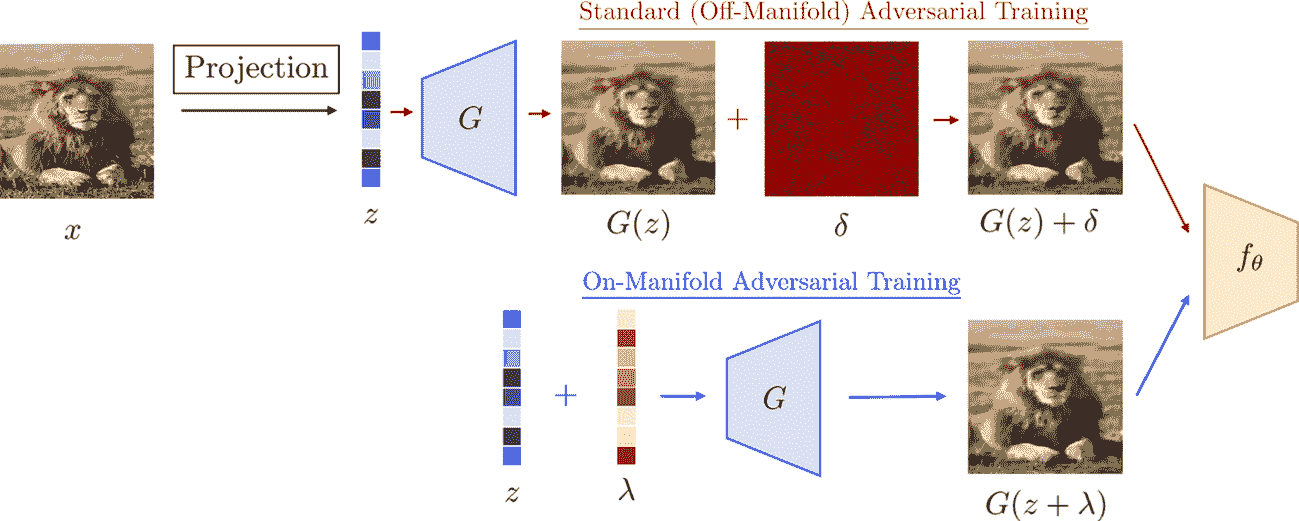 Standard (Off-Manifold) Adversarial Training
Projection
G
+
x
z
G(z)
δ
G(z) + δ
f_θ
On-Manifold Adversarial Training
+
G
z
λ
G(z + λ)